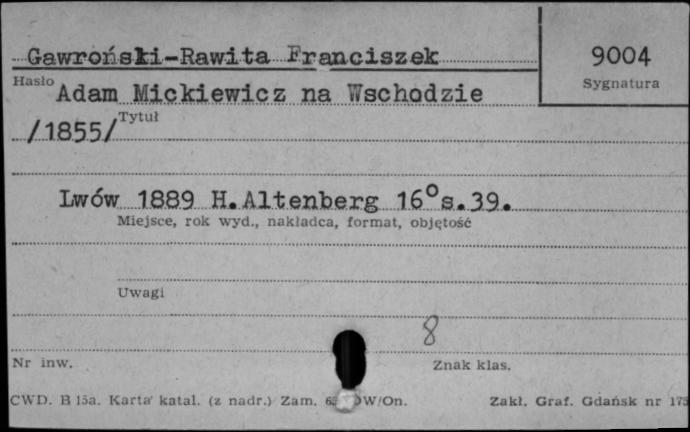 Gawroński-Rawita Franciszek
9004
Hasło
Sygnatura
Adam Mickiewicz na Wschodzie
Tytuł
/1855/
Lwów 1889 H.Altenberg 16° s.39.
Miejsce, rok wyd., nakładca, format, objętość
Uwagi
8
Nr inw.
Znak klas.
CWD. B 15a. Karta katal. (z nadr.) Zam. W/On.
Zakł. Graf. Gdańsk nr